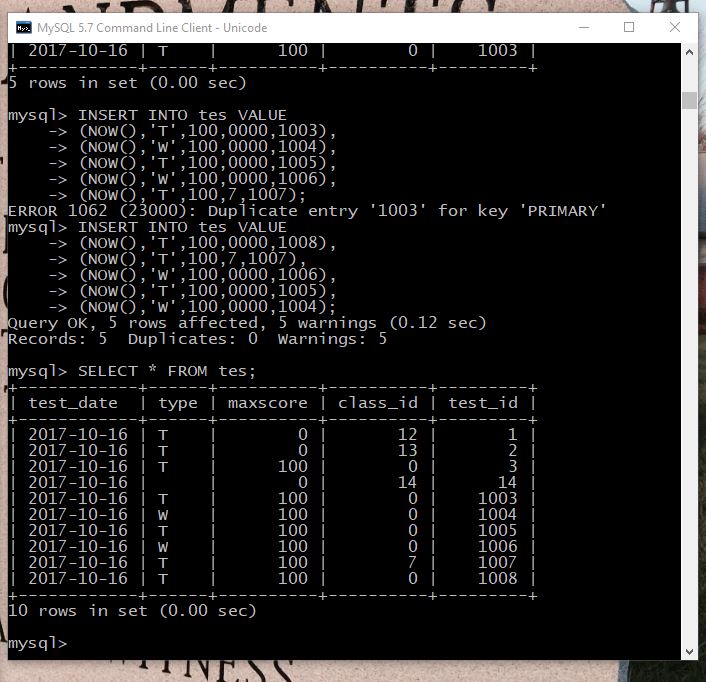 MySQL 5.7 Command Line Client - Unicode
| 2017-10-16 | T    |      100 |        0 |    1003 |
+------------+------+----------+----------+---------+
5 rows in set (0.00 sec)
mysql> INSERT INTO tes VALUE
    -> (NOW(),'T',100,0000,1003),
    -> (NOW(),'W',100,0000,1004),
    -> (NOW(),'T',100,0000,1005),
    -> (NOW(),'W',100,0000,1006),
    -> (NOW(),'T',100,7,1007);
ERROR 1062 (23000): Duplicate entry '1003' for key 'PRIMARY'
mysql> INSERT INTO tes VALUE
    -> (NOW(),'T',100,0000,1008),
    -> (NOW(),'T',100,7,1007),
    -> (NOW(),'W',100,0000,1006),
    -> (NOW(),'T',100,0000,1005),
    -> (NOW(),'W',100,0000,1004);
Query OK, 5 rows affected, 5 warnings (0.12 sec)
Records: 5  Duplicates: 0  Warnings: 5
mysql> SELECT * FROM tes;
+------------+------+----------+----------+---------+
| test_date  | type | maxscore | class_id | test_id |
+------------+------+----------+----------+---------+
| 2017-10-16 | T    |        0 |       12 |       1 |
| 2017-10-16 | T    |        0 |       13 |       2 |
| 2017-10-16 | T    |      100 |        0 |       3 |
| 2017-10-16 |      |        0 |       14 |      14 |
| 2017-10-16 | T    |      100 |        0 |    1003 |
| 2017-10-16 | W    |      100 |        0 |    1004 |
| 2017-10-16 | T    |      100 |        0 |    1005 |
| 2017-10-16 | W    |      100 |        0 |    1006 |
| 2017-10-16 | T    |      100 |        7 |    1007 |
| 2017-10-16 | T    |      100 |        0 |    1008 |
+------------+------+----------+----------+---------+
10 rows in set (0.00 sec)
mysql>